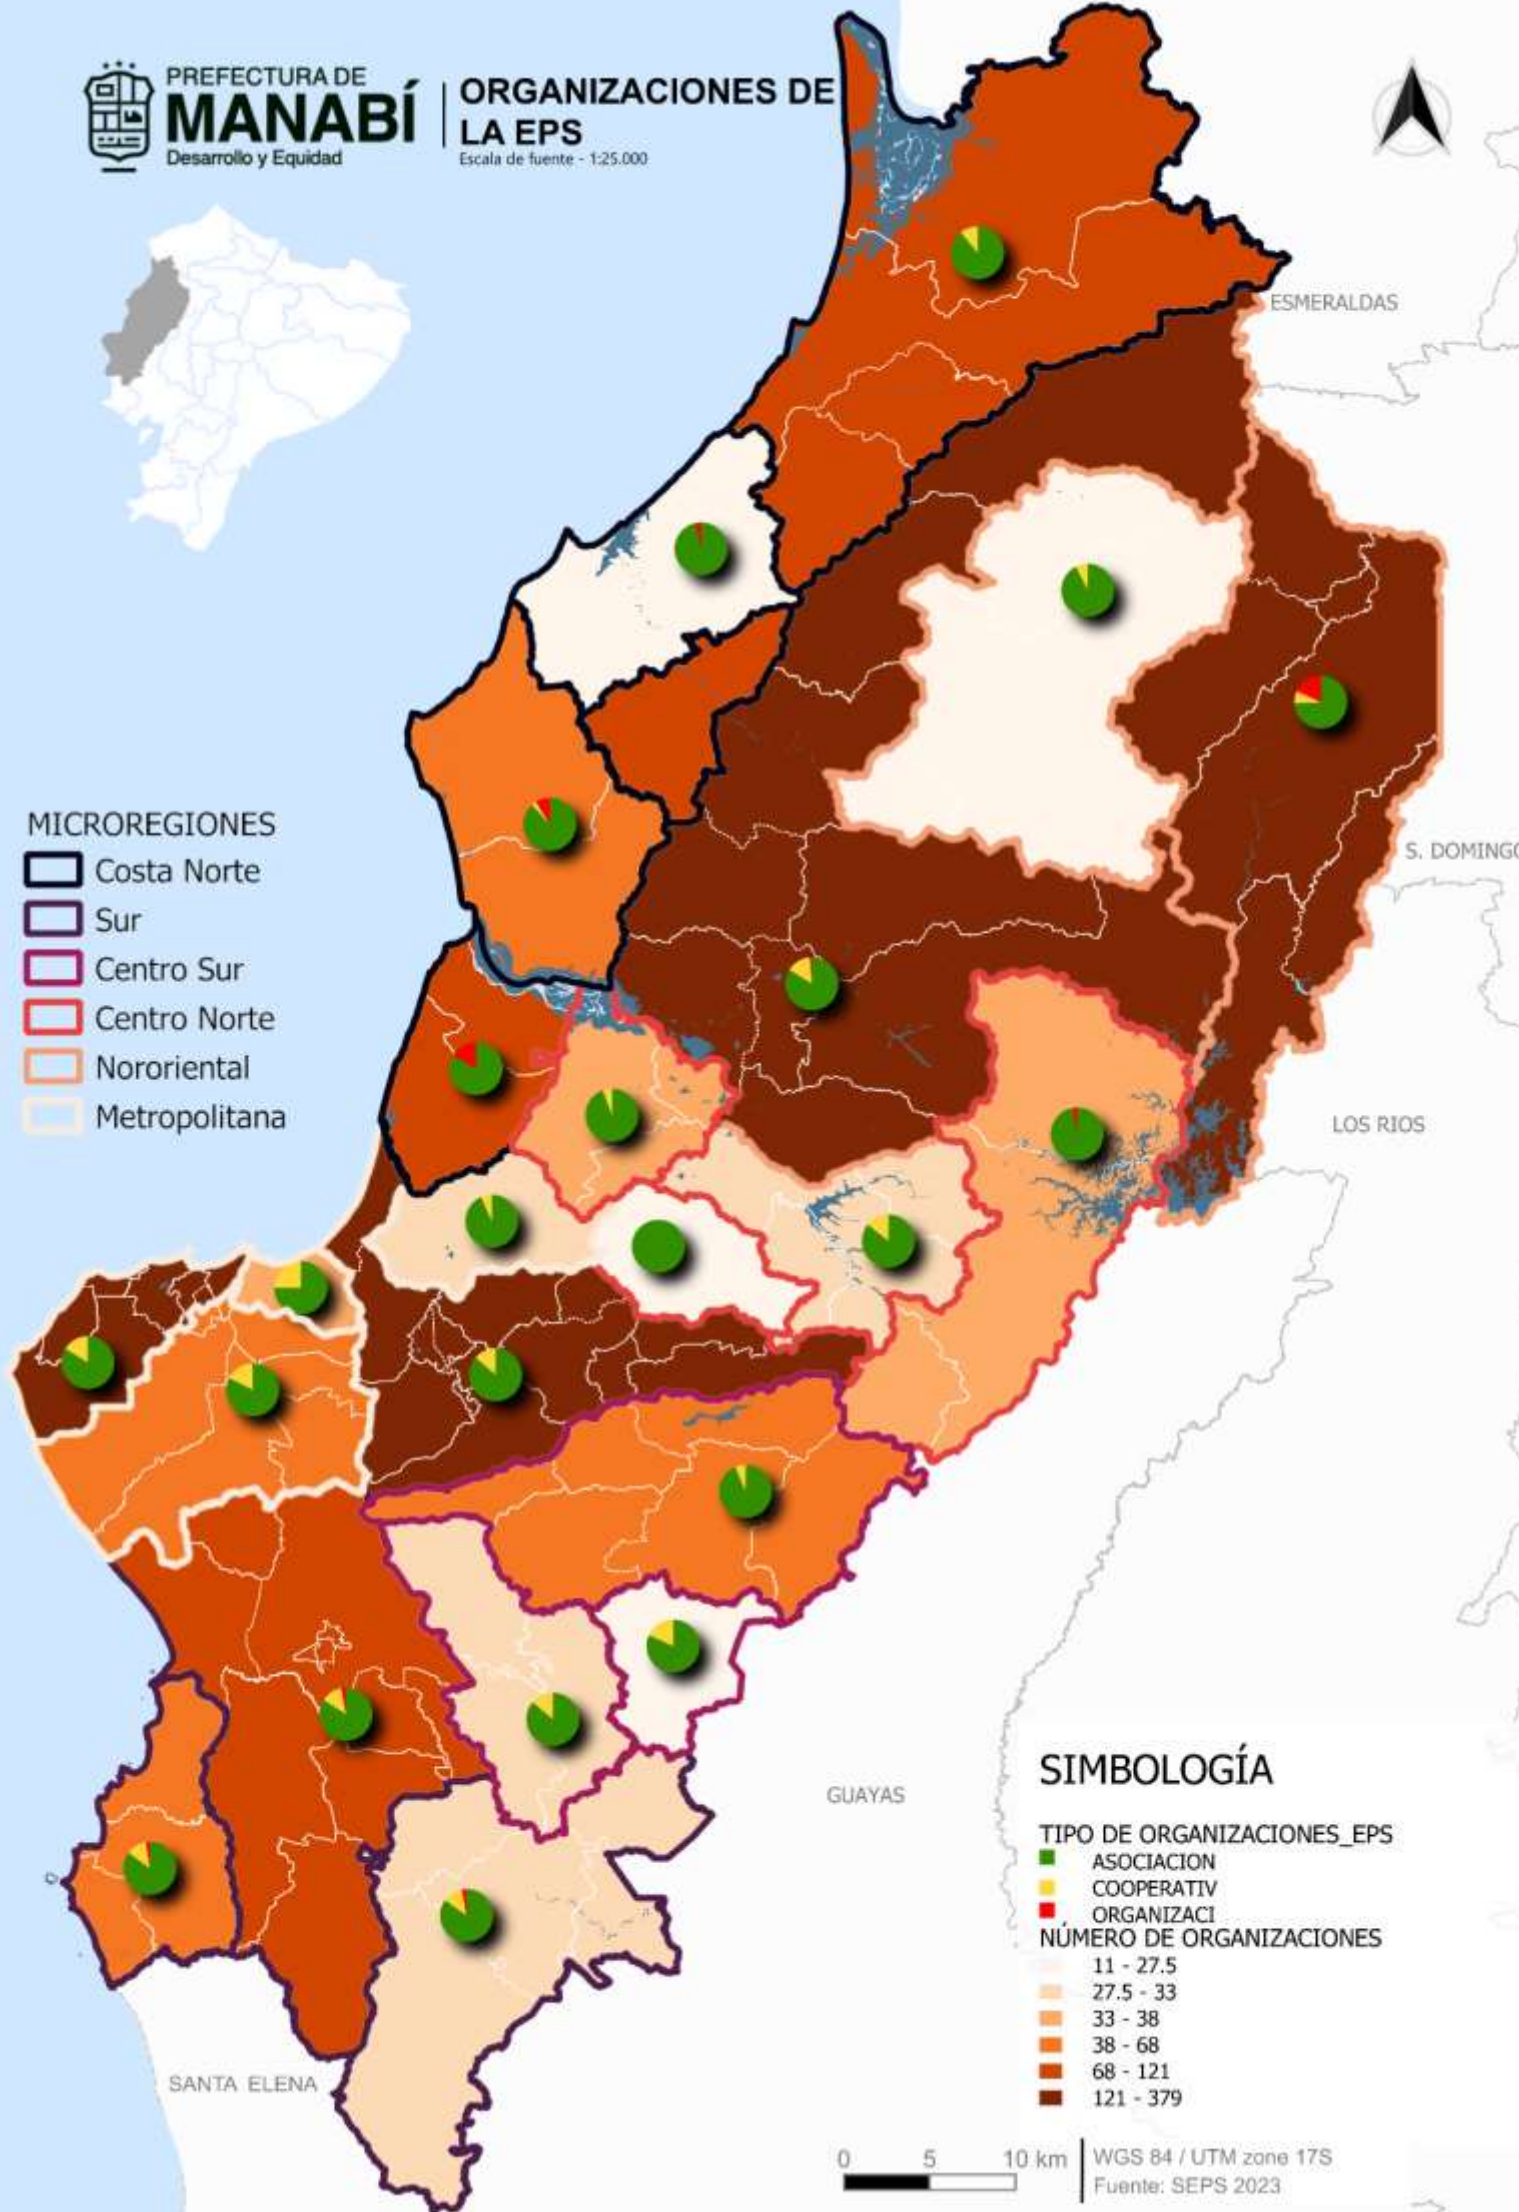 PREFECTURA DE
MANABÍ
Desarrollo y Equidad
ORGANIZACIONES DE
LA EPS
Escala de fuente - 1:25.000
ESMERALDAS
MICROREGIONES
Costa Norte
Sur
Centro Sur
Centro Norte
Nororiental
Metropolitana
S. DOMINGO
LOS RIOS
GUAYAS
SANTA ELENA
SIMBOLOGÍA
TIPO DE ORGANIZACIONES_EPS
ASOCIACION
COOPERATIV
ORGANIZACI
NÚMERO DE ORGANIZACIONES
11 - 27.5
27.5 - 33
33 - 38
38 - 68
68 - 121
121 - 379
0 5 10 km
WGS 84 / UTM zone 17S
Fuente: SEPS 2023